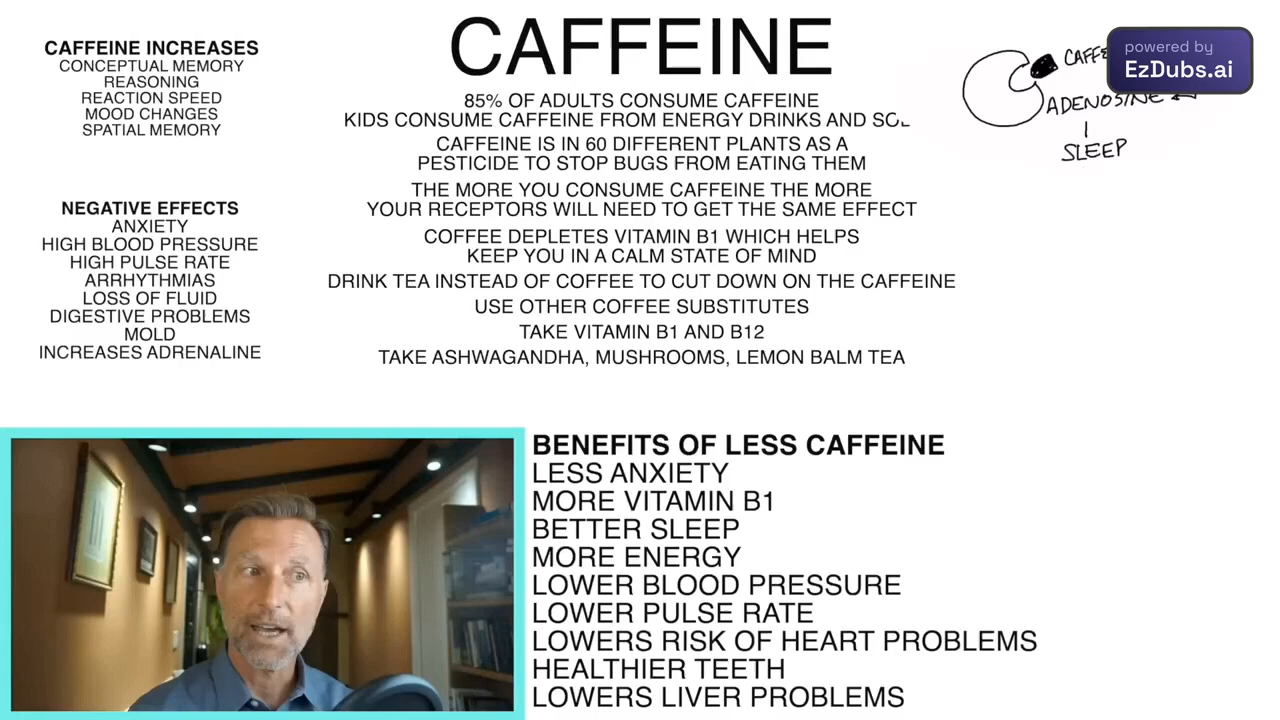 CAFFEINE
CAFFEINE INCREASES
CONCEPTUAL MEMORY
REASONING
REACTION SPEED
MOOD CHANGES
SPATIAL MEMORY
NEGATIVE EFFECTS
ANXIETY
HIGH BLOOD PRESSURE
HIGH PULSE RATE
ARRHYTHMIAS
LOSS OF FLUID
DIGESTIVE PROBLEMS
MOLD
INCREASES ADRENALINE
85% OF ADULTS CONSUME CAFFEINE
KIDS CONSUME CAFFEINE FROM ENERGY DRINKS AND
CAFFEINE IS IN 60 DIFFERENT PLANTS AS A
PESTICIDE TO STOP BUGS FROM EATING THEM
THE MORE YOU CONSUME CAFFEINE THE MORE
YOUR RECEPTORS WILL NEED TO GET THE SAME EFFECT
COFFEE DEPLETES VITAMIN B1 WHICH HELPS
KEEP YOU IN A CALM STATE OF MIND
DRINK TEA INSTEAD OF COFFEE TO CUT DOWN ON THE CAFFEINE
USE OTHER COFFEE SUBSTITUTES
TAKE VITAMIN B1 AND B12
TAKE ASHWAGANDHA, MUSHROOMS, LEMON BALM TEA
powered by
EzDubs.ai
ADENOSINE
SLEEP
BENEFITS OF LESS CAFFEINE
LESS ANXIETY
MORE VITAMIN B1
BETTER SLEEP
MORE ENERGY
LOWER BLOOD PRESSURE
LOWER PULSE RATE
LOWERS RISK OF HEART PROBLEMS
HEALTHIER TEETH
LOWERS LIVER PROBLEMS